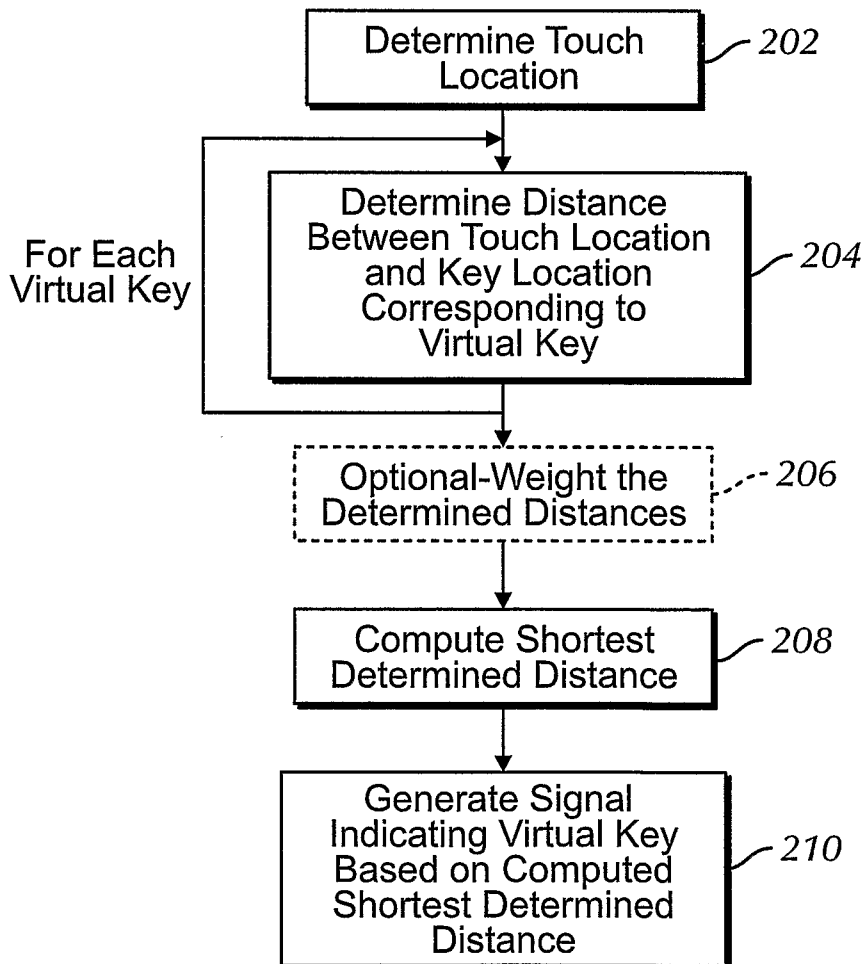 Determine Touch
Location
202
Determine Distance
Between Touch Location
and Key Location
Corresponding to
Virtual Key
204
For Each
Virtual Key
Optional-Weight the
Determined Distances
206
Compute Shortest
Determined Distance
208
Generate Signal
Indicating Virtual Key
Based on Computed
Shortest Determined
Distance
210